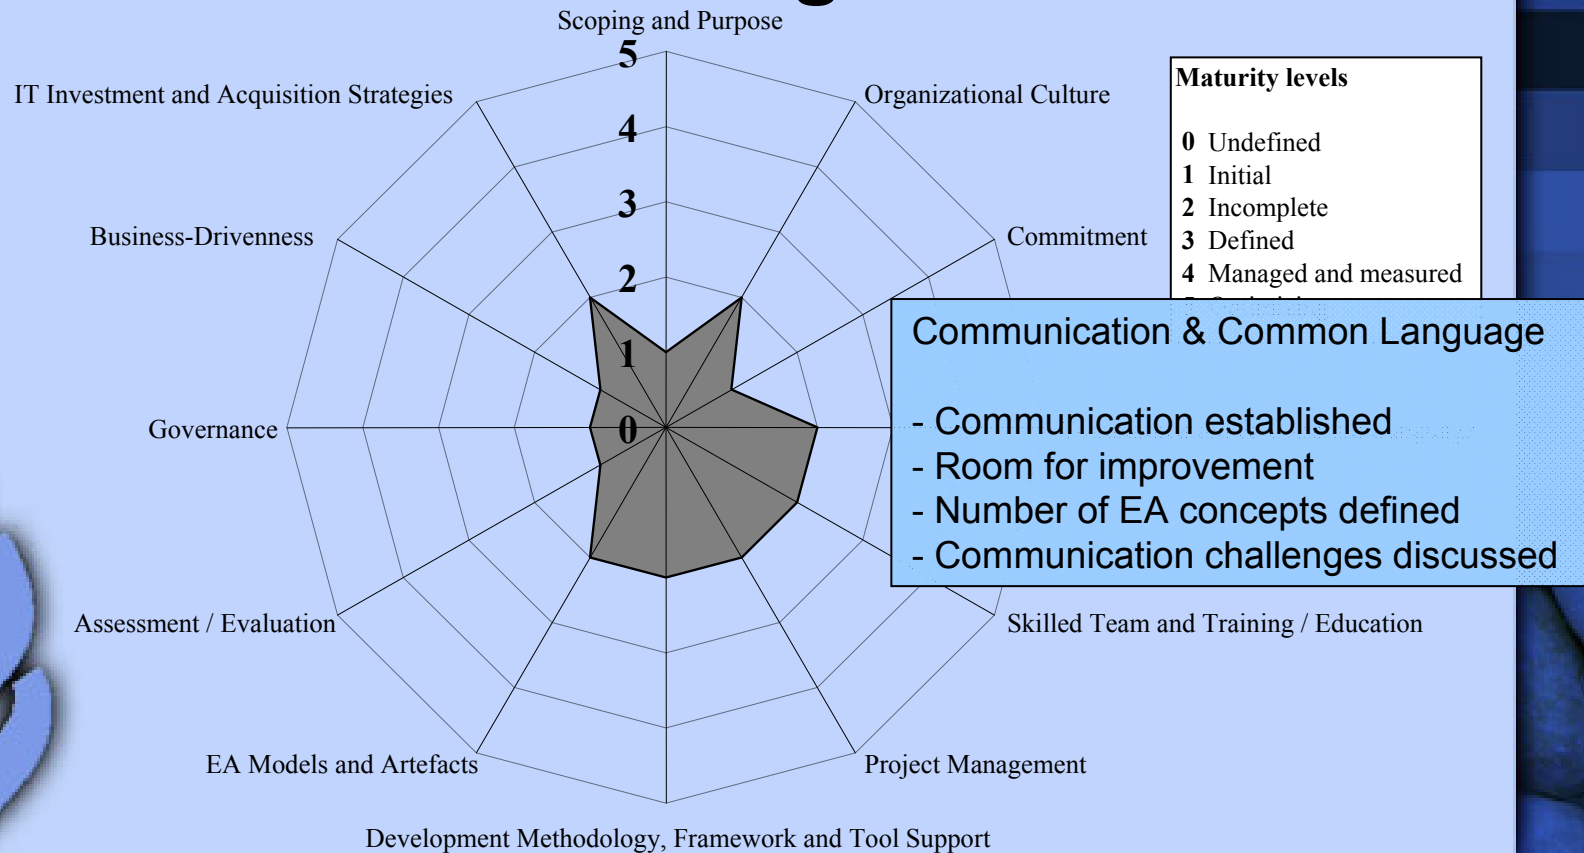 Scoping and Purpose
5
IT Investment and Acquisition Strategies
Organizational Culture
Maturity levels
4
0 Undefined
1 Initial
3
2 Incomplete
Business-Drivenness
Commitment
3 Defined
2
4 Managed and measured
1
Communication & Common Language
Governance
0
- Communication established
- Room for improvement
- Number of EA concepts defined
- Communication challenges discussed
Assessment / Evaluation
Skilled Team and Training / Education
EA Models and Artefacts
Project Management
Development Methodology, Framework and Tool Support